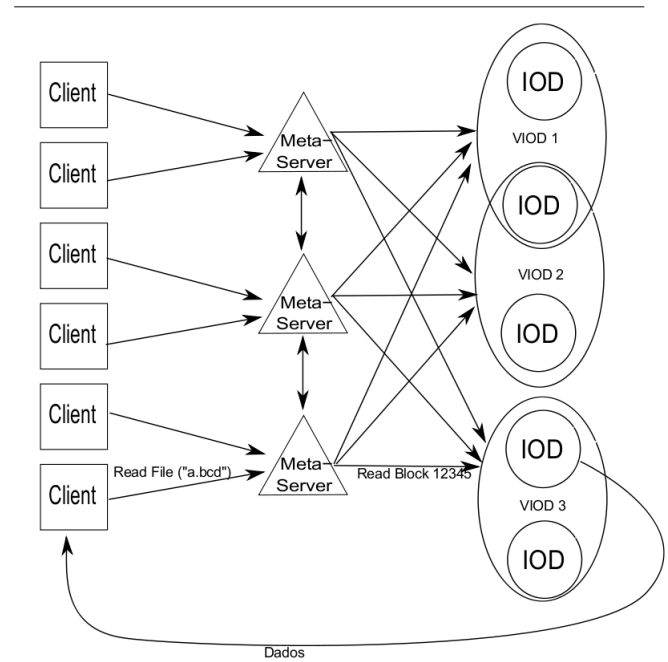 Client
Client
Client
Client
Client
Client
Read File ("a.bcd")
Meta-
Server
Meta-
Server
Meta-
Server
Read Block 12345
IOD
VIOD 1
IOD
VIOD 2
IOD
IOD
VIOD 3
IOD
Dados